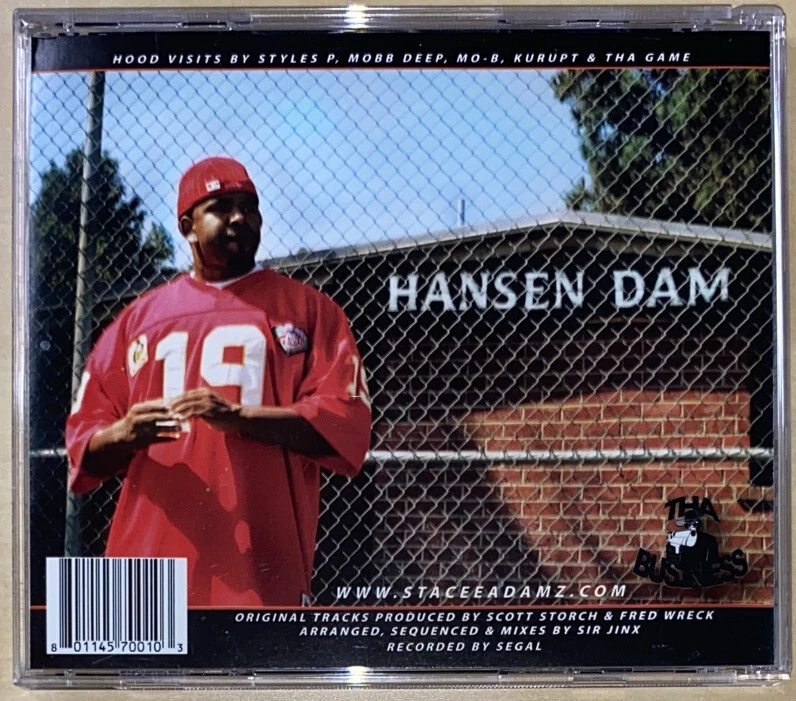 HOOD VISITS BY STYLES P, MOBB DEEP, MO-B, KURUPT & THA GAME
HANSEN DAM
19
THA
BUSINESS
WWW.STACEEADAMZ.COM
ORIGINAL TRACKS PRODUCED BY SCOTT STORCH & FRED WRECK
ARRANGED, SEQUENCED & MIXES BY SIR JINX
RECORDED BY SEGAL
8 01145 70010 3